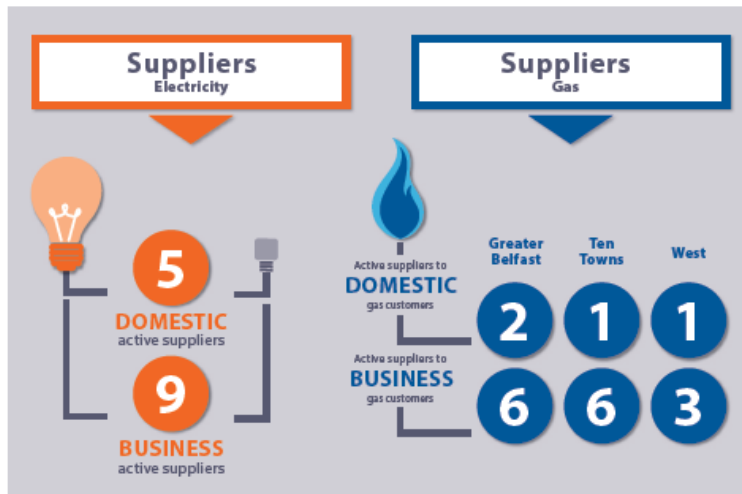 Suppliers
Electricity
Suppliers
Gas
5
DOMESTIC
active suppliers
9
BUSINESS
active suppliers
Greater
Belfast
Ten
Towns
West
Active suppliers to
DOMESTIC
gas customers
2 1 1
Active suppliers to
BUSINESS
gas customers
6 6 3